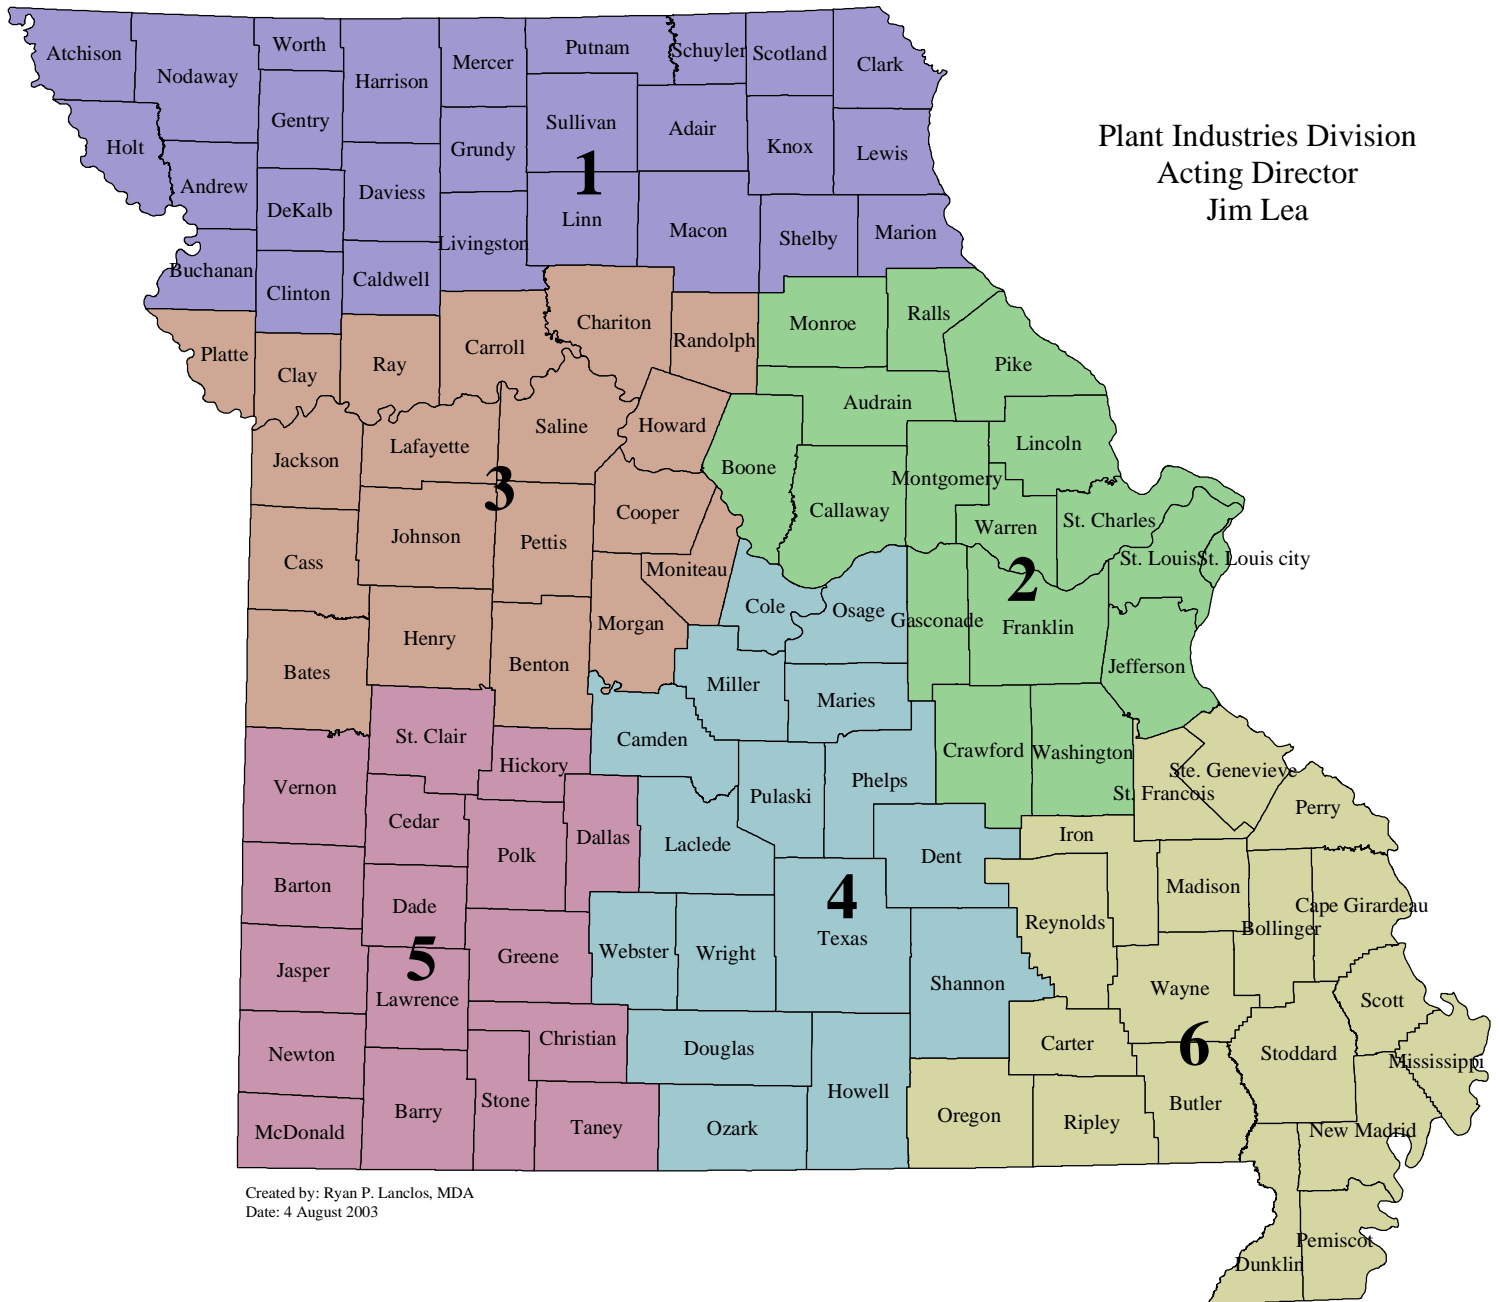 Plant Industries Division
Acting Director
Jim Lea
Atchison
Nodaway
Worth
Harrison
Mercer
Putnam
Schuyler
Scotland
Clark
Gentry
Sullivan
Adair
Knox
Lewis
Holt
Andrew
DeKalb
Daviess
Grundy
1
Linn
Macon
Shelby
Marion
Livingston
Buchanan
Clinton
Caldwell
Platte
Clay
Ray
Carroll
Chariton
Randolph
Monroe
Ralls
Pike
Audrain
Lincoln
Jackson
Lafayette
Saline
Howard
Boone
Callaway
Montgomery
Warren
St. Charles
St. Louis
St. Louis city
3
Cass
Johnson
Pettis
Cooper
Moniteau
Morgan
Cole
Osage
Gasconade
2
Franklin
Jefferson
Bates
Henry
Benton
Miller
Maries
Camden
St. Clair
Hickory
Vernon
Cedar
Polk
Dallas
Laclede
Pulaski
Phelps
Crawford
Washington
Ste. Genevieve
St. Francois
Perry
Iron
Dent
Madison
Cape Girardeau
Bollinger
Reynolds
Barton
Dade
4
Texas
Jasper
5
Lawrence
Greene
Webster
Wright
Shannon
Wayne
Scott
Newton
Christian
Douglas
Howell
Carter
6
Stoddard
Mississippi
McDonald
Barry
Stone
Taney
Ozark
Oregon
Ripley
Butler
New Madrid
Pemiscot
Dunklin
Created by: Ryan P. Lanclos, MDA
Date: 4 August 2003